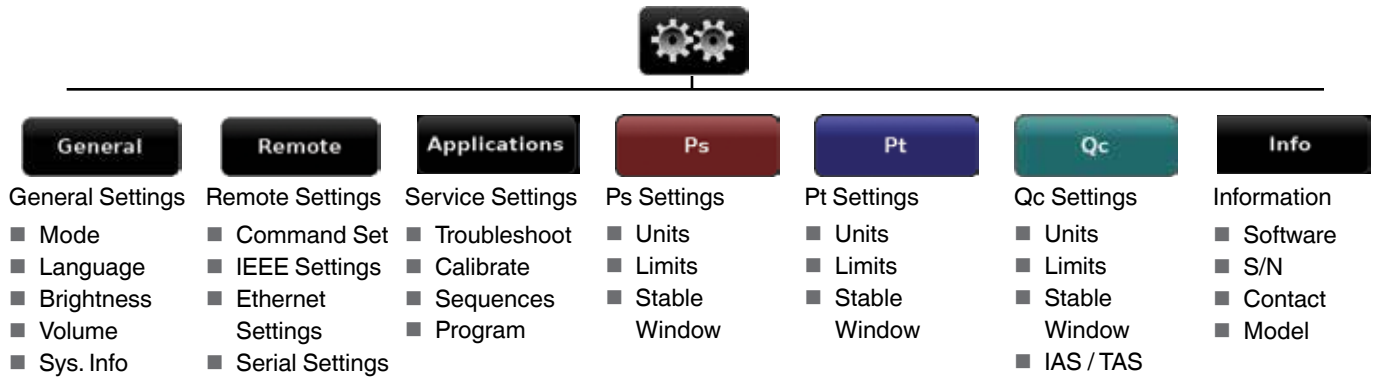 General
General Settings
Mode
Language
Brightness
Volume
Sys. Info
Remote
Remote Settings
Command Set
IEEE Settings
Ethernet
Settings
Serial Settings
Applications
Service Settings
Troubleshoot
Calibrate
Sequences
Program
Ps
Ps Settings
Units
Limits
Stable
Window
Pt
Pt Settings
Units
Limits
Stable
Window
Qc
Qc Settings
Units
Limits
Stable
Window
IAS / TAS
Info
Information
Software
S/N
Contact
Model